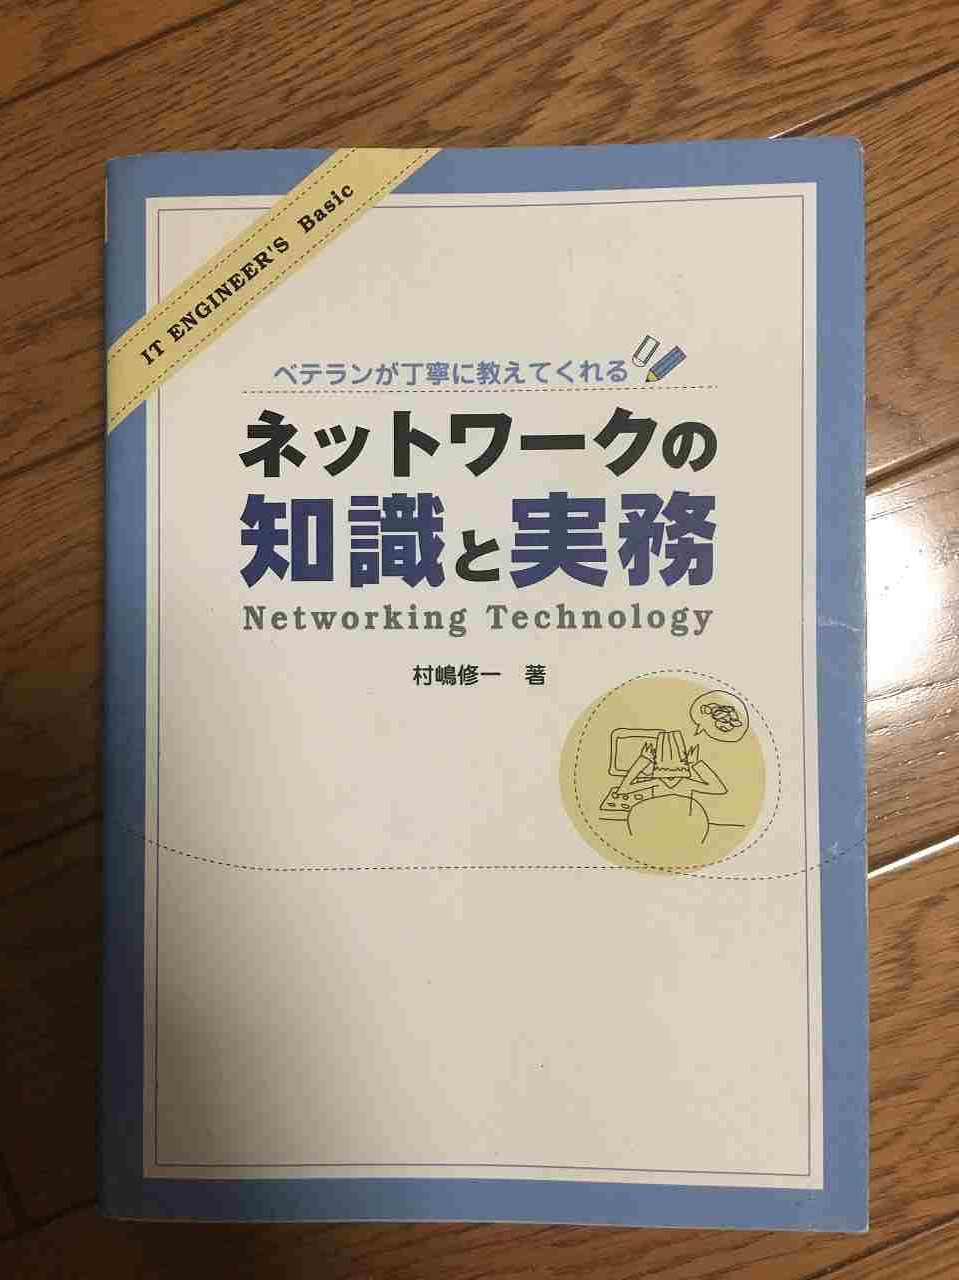 IT ENGINEER'S Basic
ベテランが丁寧に教えてくれる
ネットワークの
知識と実務
Networking Technology
村嶋修一 著